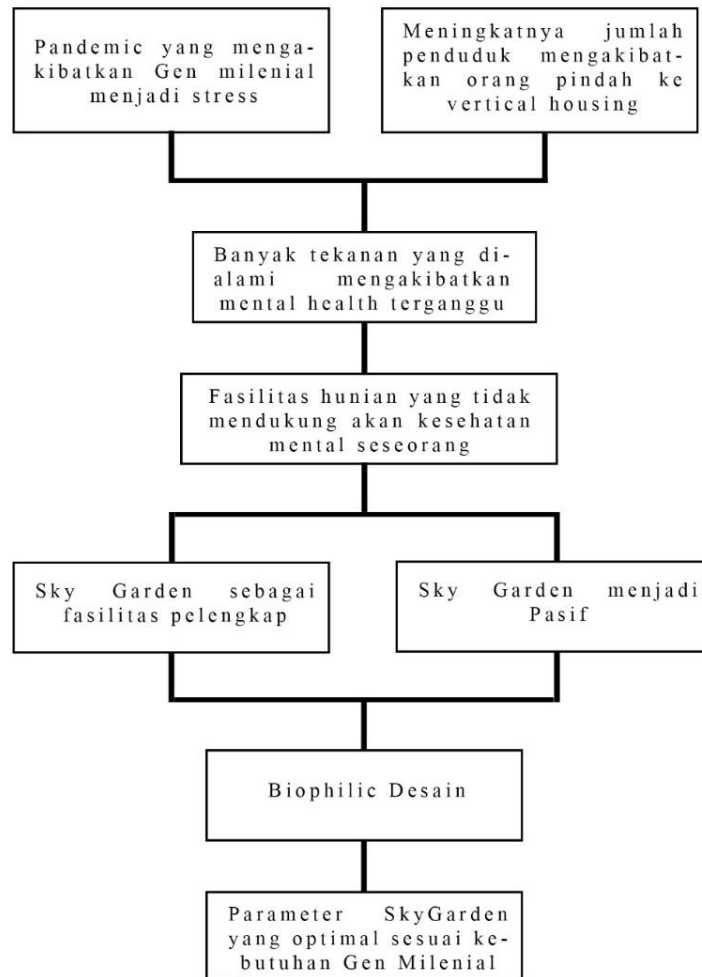 Pandemic yang menga-
kibatkan Gen milenial
menjadi stress
Meningkatnya jumlah
penduduk mengakibat-
kan orang pindah ke
vertical housing
Banyak tekanan yang di-
alami mengakibatkan
mental health terganggu
Fasilitas hunian yang tidak
mendukung akan kesehatan
mental seseorang
Sky Garden sebagai
fasilitas pelengkap
Sky Garden menjadi
Pasif
Biophilic Desain
Parameter SkyGarden
yang optimal sesuai ke-
butuhan Gen Milenial